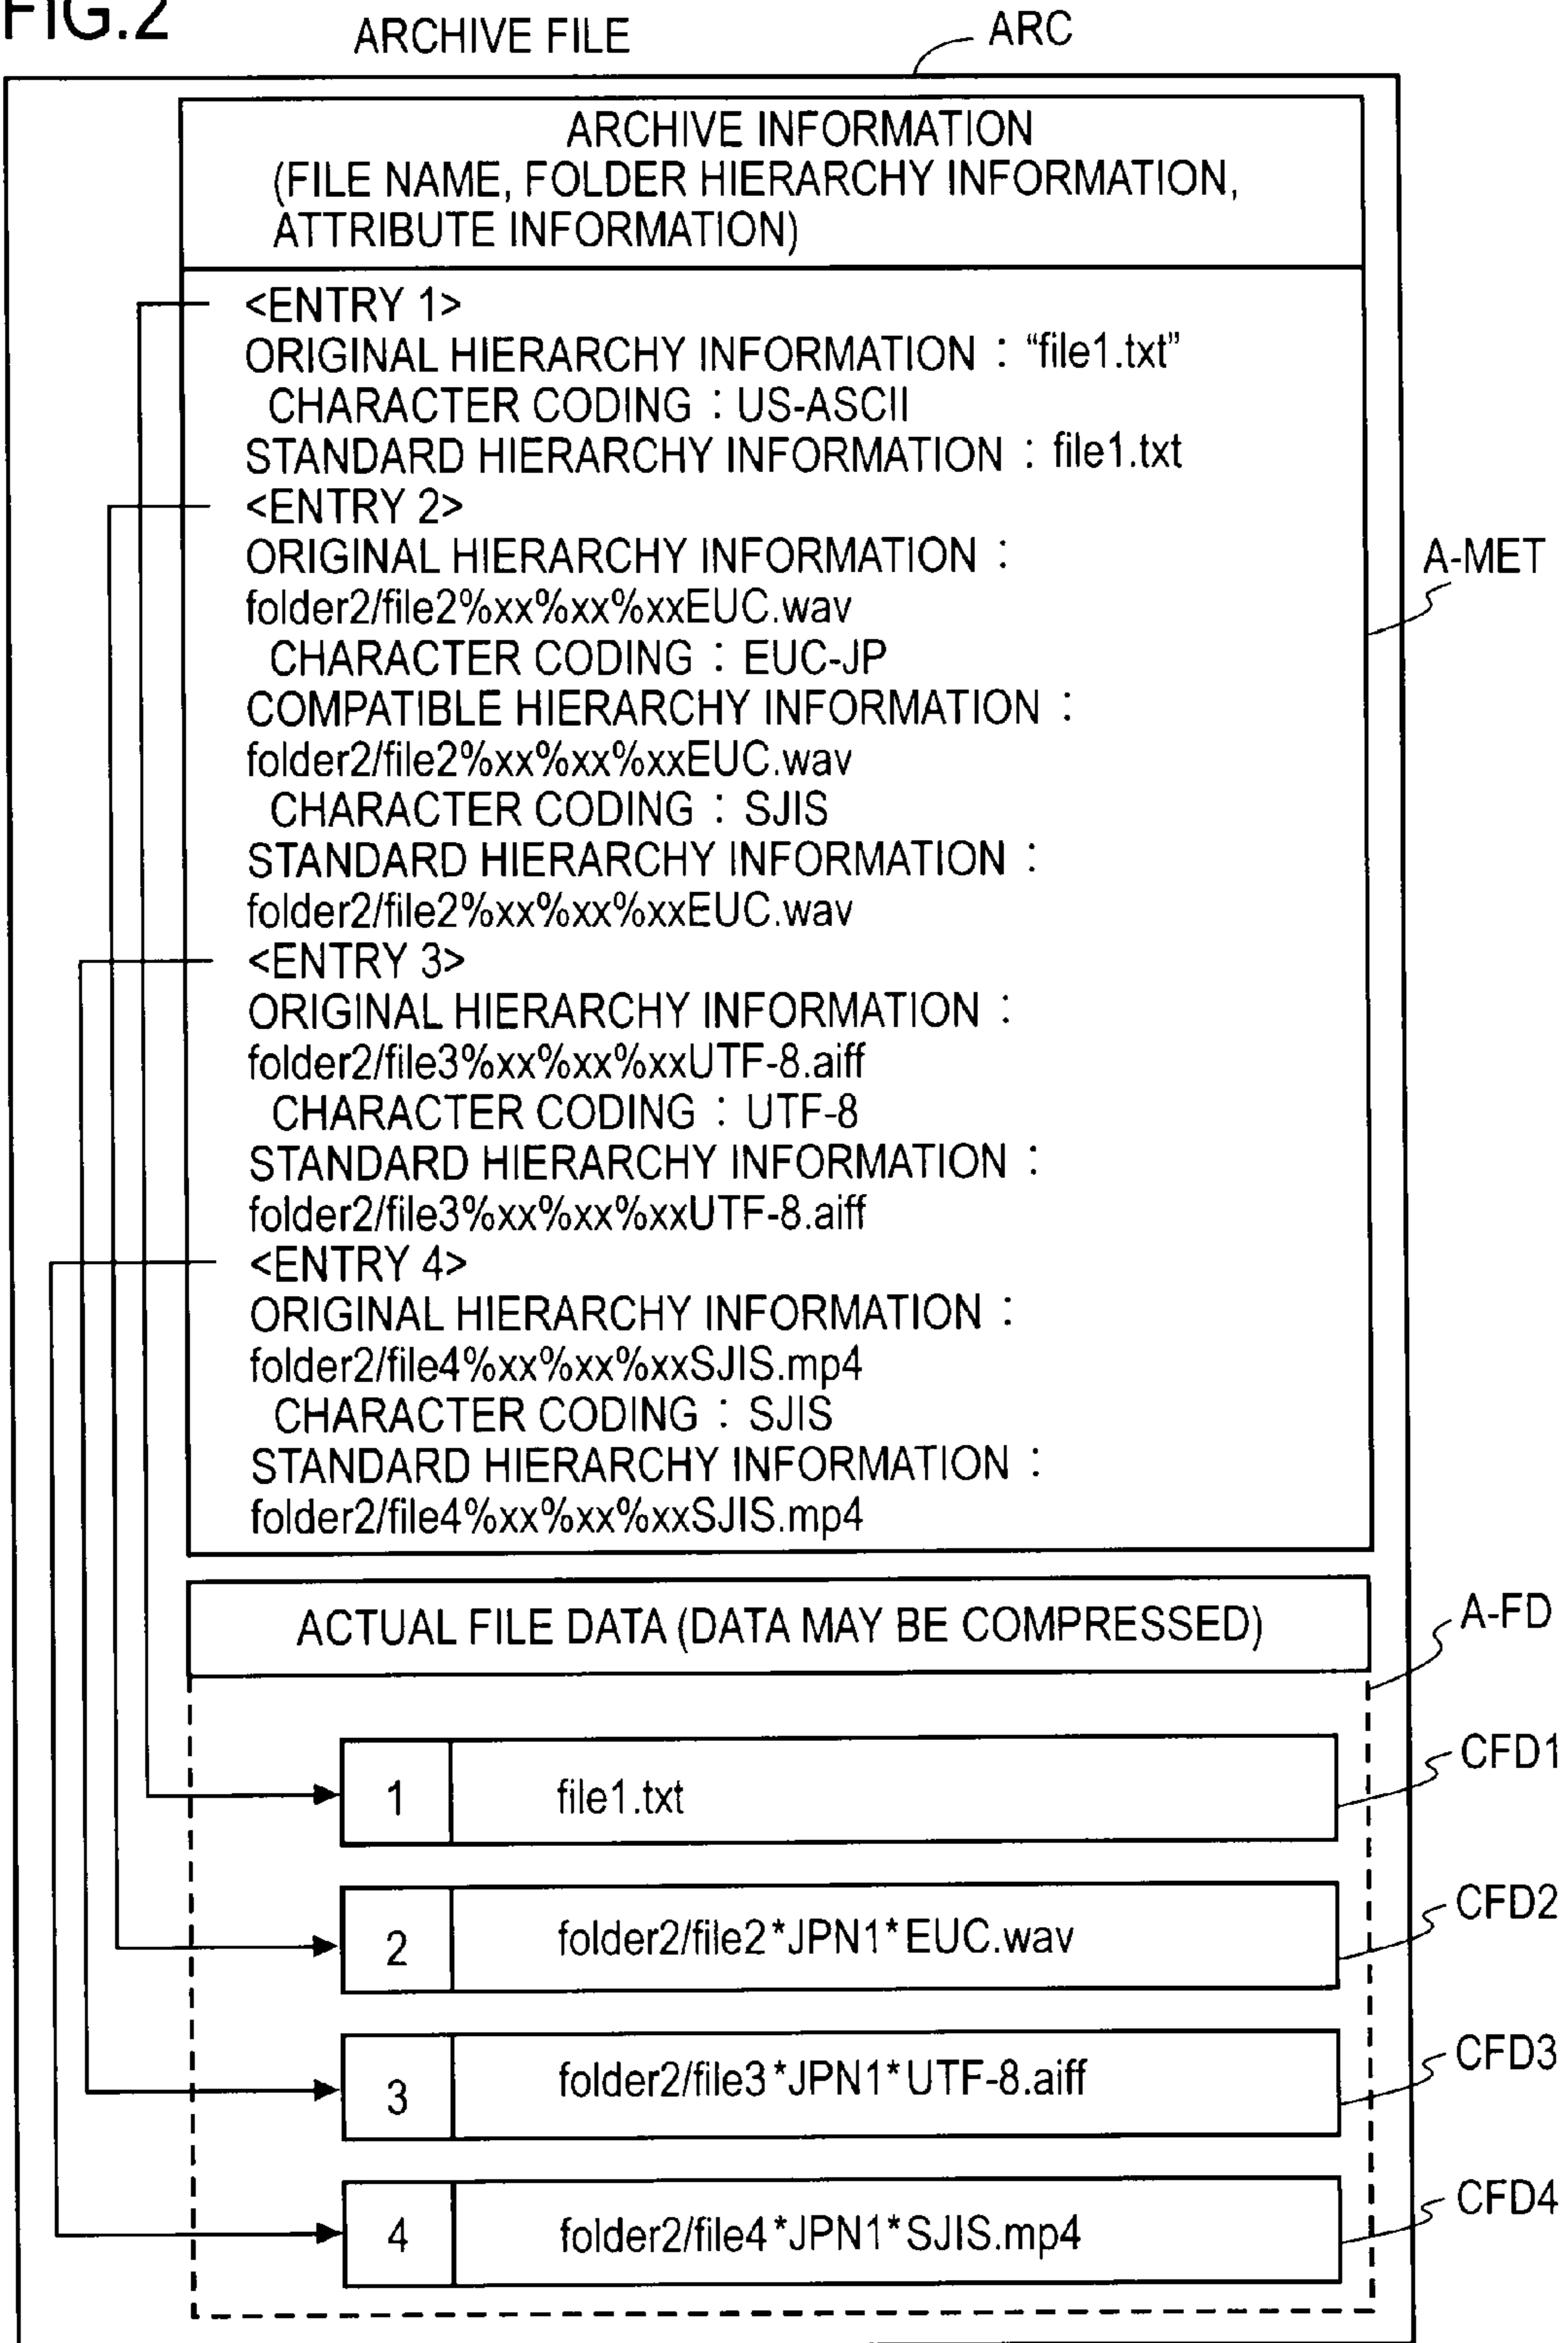 FIG.2
ARCHIVE FILE
ARC
ARCHIVE INFORMATION
(FILE NAME, FOLDER HIERARCHY INFORMATION,
ATTRIBUTE INFORMATION)
<ENTRY 1>
ORIGINAL HIERARCHY INFORMATION : “file1.txt”
CHARACTER CODING : US-ASCII
STANDARD HIERARCHY INFORMATION : file1.txt
<ENTRY 2>
ORIGINAL HIERARCHY INFORMATION :
folder2/file2%xx%xx%xxEUC.wav
CHARACTER CODING : EUC-JP
COMPATIBLE HIERARCHY INFORMATION :
folder2/file2%xx%xx%xxEUC.wav
CHARACTER CODING : SJIS
STANDARD HIERARCHY INFORMATION :
folder2/file2%xx%xx%xxEUC.wav
<ENTRY 3>
ORIGINAL HIERARCHY INFORMATION :
folder2/file3%xx%xx%xxUTF-8.aiff
CHARACTER CODING : UTF-8
STANDARD HIERARCHY INFORMATION :
folder2/file3%xx%xx%xxUTF-8.aiff
<ENTRY 4>
ORIGINAL HIERARCHY INFORMATION :
folder2/file4%xx%xx%xxSJIS.mp4
CHARACTER CODING : SJIS
STANDARD HIERARCHY INFORMATION :
folder2/file4%xx%xx%xxSJIS.mp4
A-MET
ACTUAL FILE DATA (DATA MAY BE COMPRESSED)
A-FD
1 file1.txt
CFD1
2 folder2/file2*JPN1*EUC.wav
CFD2
3 folder2/file3*JPN1*UTF-8.aiff
CFD3
4 folder2/file4*JPN1*SJIS.mp4
CFD4